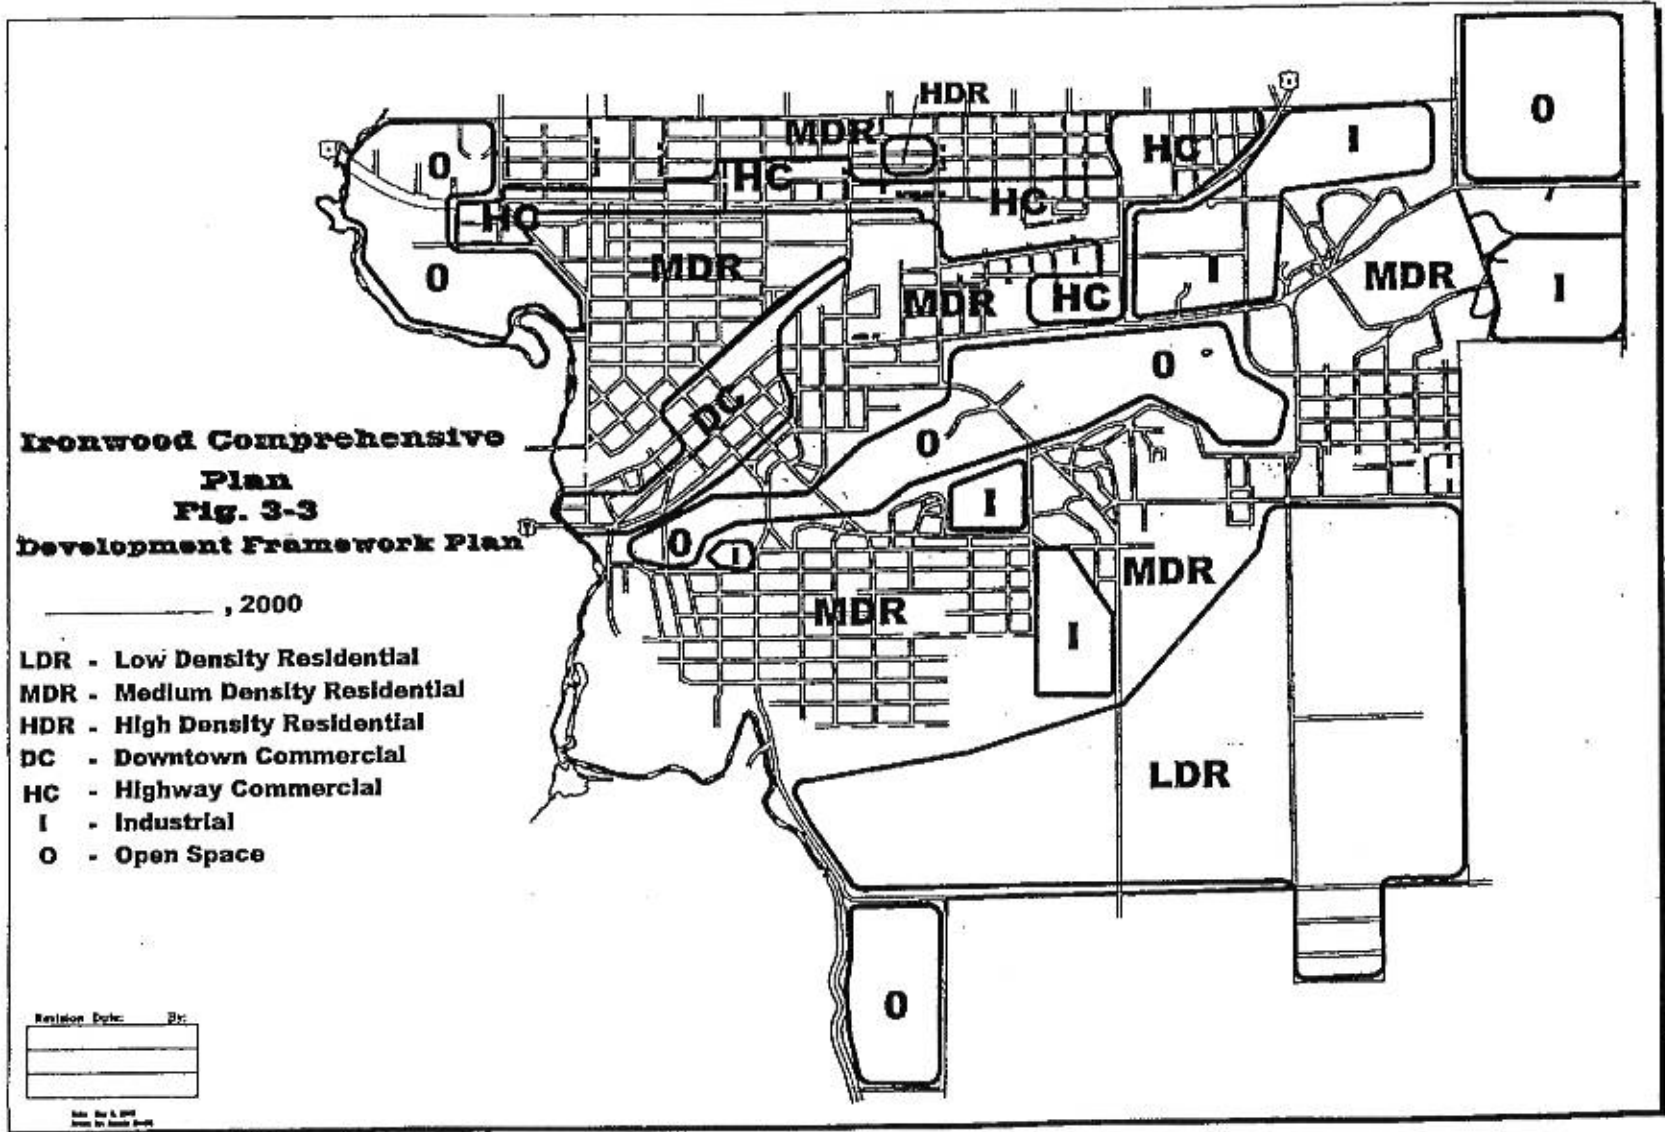 HDR
MDR
HC
I
O
O
HC
HC
HC
O
MDR
MDR
HC
I
MDR
I
O
DC
O
O
I
O
I
MDR
MDR
I
LDR
O
Ironwood Comprehensive
Plan
Fig. 3-3
Development Framework Plan
, 2000
LDR - Low Density Residential
MDR - Medium Density Residential
HDR - High Density Residential
DC - Downtown Commercial
HC - Highway Commercial
I - Industrial
O - Open Space
Revision Date: By: